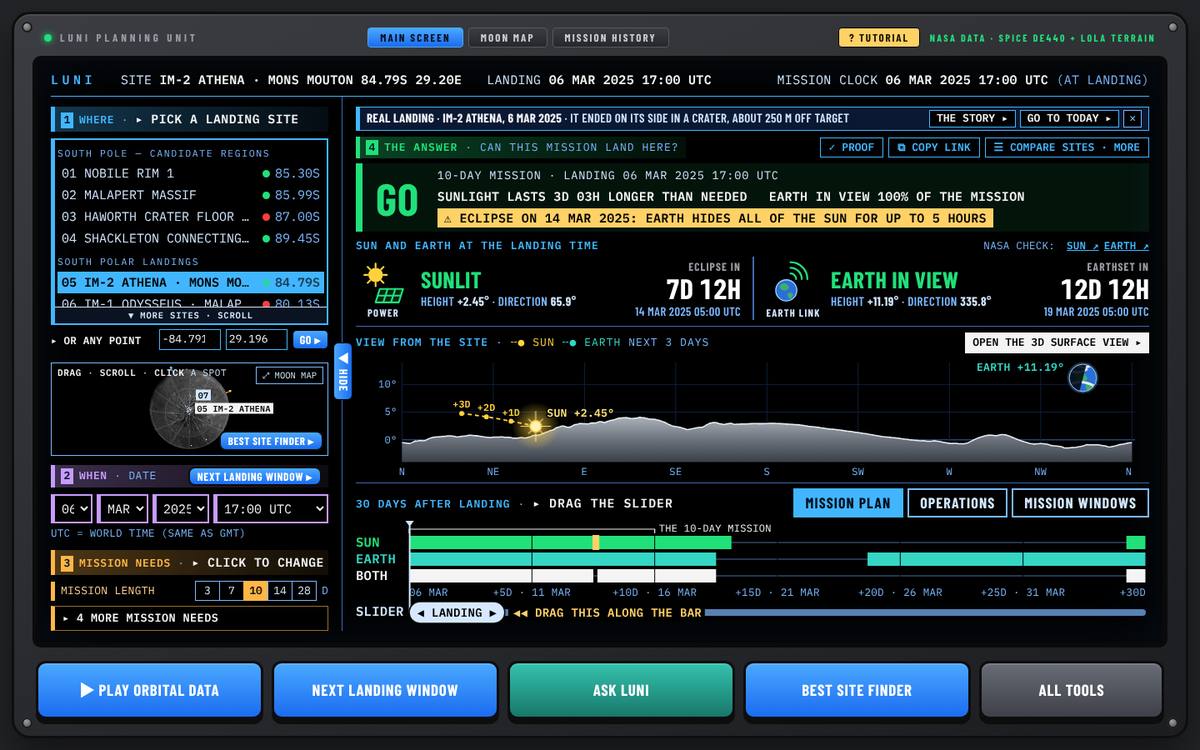 LUNI PLANNING UNIT
MAIN SCREEN
MOON MAP
MISSION HISTORY
? TUTORIAL
NASA DATA · SPICE DE440 + LOLA TERRAIN
LUNI SITE IM-2 ATHENA · MONS MOUTON 84.79S 29.20E LANDING 06 MAR 2025 17:00 UTC MISSION CLOCK 06 MAR 2025 17:00 UTC (AT LANDING)
1 WHERE · ▸ PICK A LANDING SITE
SOUTH POLE — CANDIDATE REGIONS
01 NOBILE RIM 1 85.30S
02 MALAPERT MASSIF 85.99S
03 HAWORTH CRATER FLOOR … 87.00S
04 SHACKLETON CONNECTING… 89.45S
SOUTH POLAR LANDINGS
05 IM-2 ATHENA · MONS MO… 84.79S
06 IM-1 ODYSSEUS · MALAP… 80.13S
▼ MORE SITES · SCROLL
▸ OR ANY POINT -84.791 29.196 GO ▸
DRAG · SCROLL · CLICK A SPOT
⤢ MOON MAP
07
05 IM-2 ATHENA
BEST SITE FINDER ▸
2 WHEN · DATE NEXT LANDING WINDOW ▸
06 MAR 2025 17:00 UTC
UTC = WORLD TIME (SAME AS GMT)
3 MISSION NEEDS · ▸ CLICK TO CHANGE
MISSION LENGTH 3 7 10 14 28 D
▸ 4 MORE MISSION NEEDS
◀ HIDE
REAL LANDING · IM-2 ATHENA, 6 MAR 2025 · IT ENDED ON ITS SIDE IN A CRATER, ABOUT 250 M OFF TARGET
THE STORY ▸
GO TO TODAY ▸
×
4 THE ANSWER · CAN THIS MISSION LAND HERE?
✓ PROOF
⧉ COPY LINK
☰ COMPARE SITES · MORE
GO
10-DAY MISSION · LANDING 06 MAR 2025 17:00 UTC
SUNLIGHT LASTS 3D 03H LONGER THAN NEEDED EARTH IN VIEW 100% OF THE MISSION
⚠ ECLIPSE ON 14 MAR 2025: EARTH HIDES ALL OF THE SUN FOR UP TO 5 HOURS
SUN AND EARTH AT THE LANDING TIME
NASA CHECK: SUN ↗ EARTH ↗
POWER
SUNLIT
HEIGHT +2.45° · DIRECTION 65.9°
ECLIPSE IN
7D 12H
14 MAR 2025 05:00 UTC
EARTH LINK
EARTH IN VIEW
HEIGHT +11.19° · DIRECTION 335.8°
EARTHSET IN
12D 12H
19 MAR 2025 05:00 UTC
VIEW FROM THE SITE · SUN EARTH NEXT 3 DAYS
OPEN THE 3D SURFACE VIEW ▸
EARTH +11.19°
10°
5°
0°
+3D +2D +1D SUN +2.45°
N NE E SE S SW W NW N
30 DAYS AFTER LANDING · ▸ DRAG THE SLIDER
MISSION PLAN
OPERATIONS
MISSION WINDOWS
THE 10-DAY MISSION
SUN
EARTH
BOTH
06 MAR +5D · 11 MAR +10D · 16 MAR +15D · 21 MAR +20D · 26 MAR +25D · 31 MAR +30D
SLIDER ◀ LANDING ▶ ◀◀ DRAG THIS ALONG THE BAR
▶ PLAY ORBITAL DATA
NEXT LANDING WINDOW
ASK LUNI
BEST SITE FINDER
ALL TOOLS